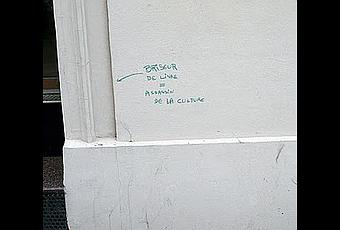 BRISEUR
DE LIVRE
=
ASSASSIN
DE LA CULTURE